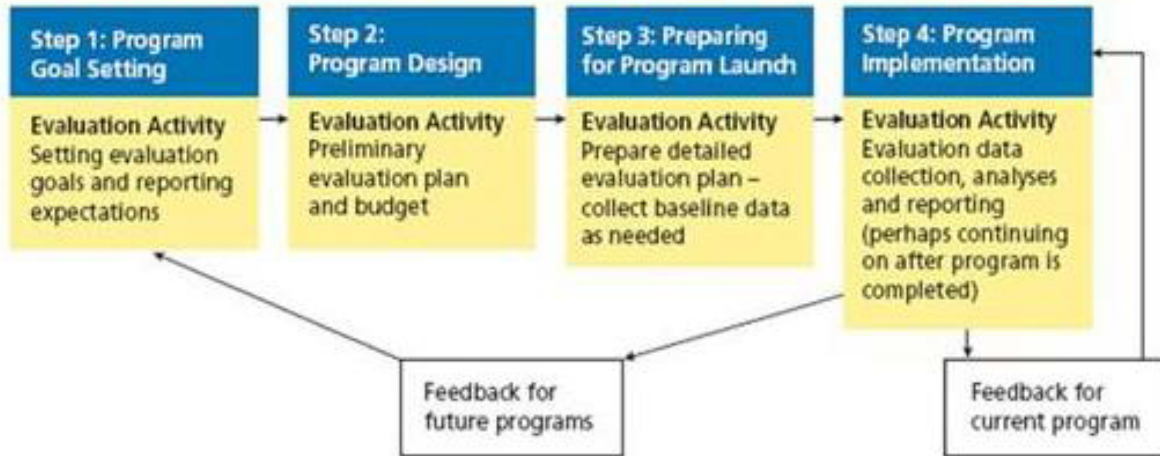 Step 1: Program
Goal Setting
Evaluation Activity
Setting evaluation
goals and reporting
expectations
Step 2:
Program Design
Evaluation Activity
Preliminary
evaluation plan
and budget
Step 3: Preparing
for Program Launch
Evaluation Activity
Prepare detailed
evaluation plan –
collect baseline data
as needed
Step 4: Program
Implementation
Evaluation Activity
Evaluation data
collection, analyses
and reporting
(perhaps continuing
on after program is
completed)
Feedback for
future programs
Feedback for
current program